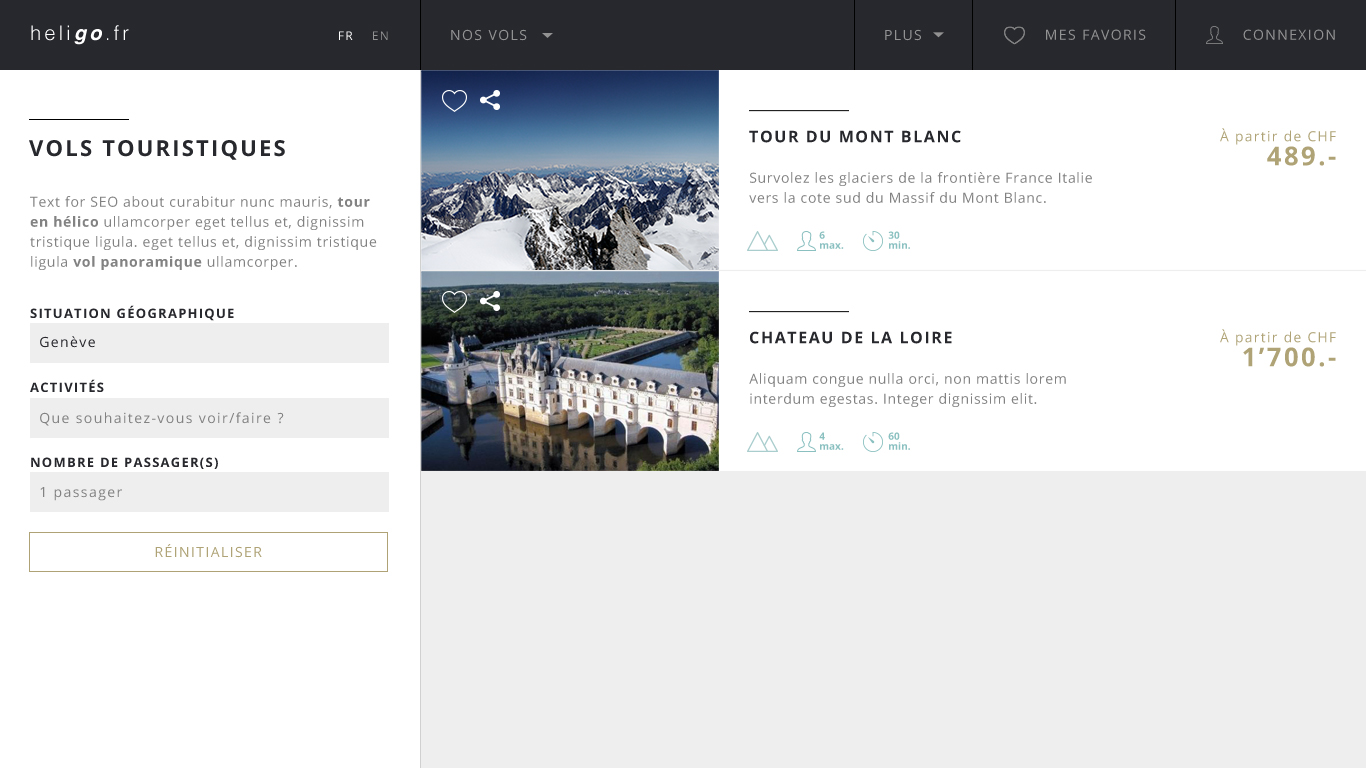 heligo.fr
FR EN
NOS VOLS
PLUS
MES FAVORIS
CONNEXION
VOLS TOURISTIQUES
Text for SEO about curabitur nunc mauris, tour
en hélico ullamcorper eget tellus et, dignissim
tristique ligula. eget tellus et, dignissim tristique
ligula vol panoramique ullamcorper.
SITUATION GÉOGRAPHIQUE
Genève
ACTIVITÉS
Que souhaitez-vous voir/faire ?
NOMBRE DE PASSAGER(S)
1 passager
RÉINITIALISER
TOUR DU MONT BLANC
Survolez les glaciers de la frontière France Italie
vers la cote sud du Massif du Mont Blanc.
6
max.
30
min.
À partir de CHF
489.-
CHATEAU DE LA LOIRE
Aliquam congue nulla orci, non mattis lorem
interdum egestas. Integer dignissim elit.
4
max.
60
min.
À partir de CHF
1’700.-